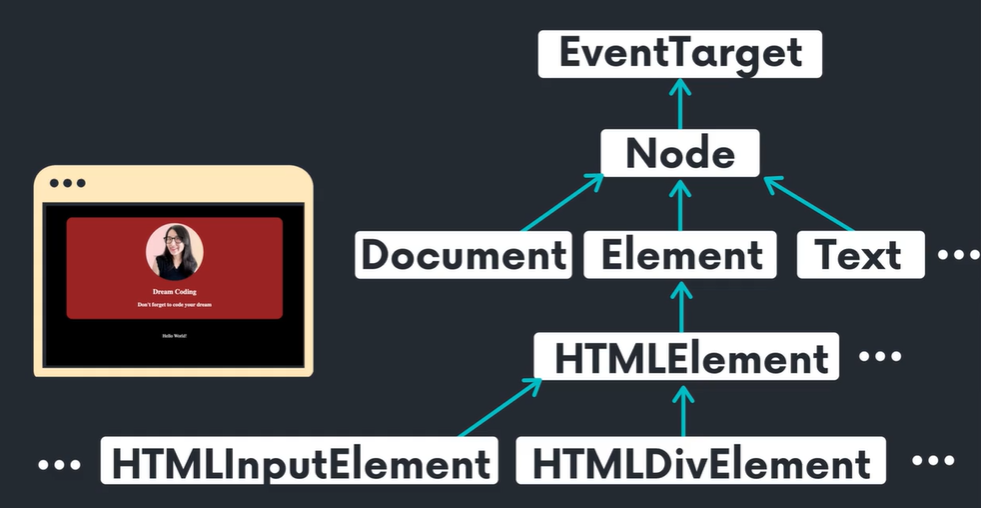 EventTarget
Node
Document Element Text
HTMLElement
HTMLInputElement HTMLDivElement
Dream Coding
Don't forget to code your dream
Hello World!